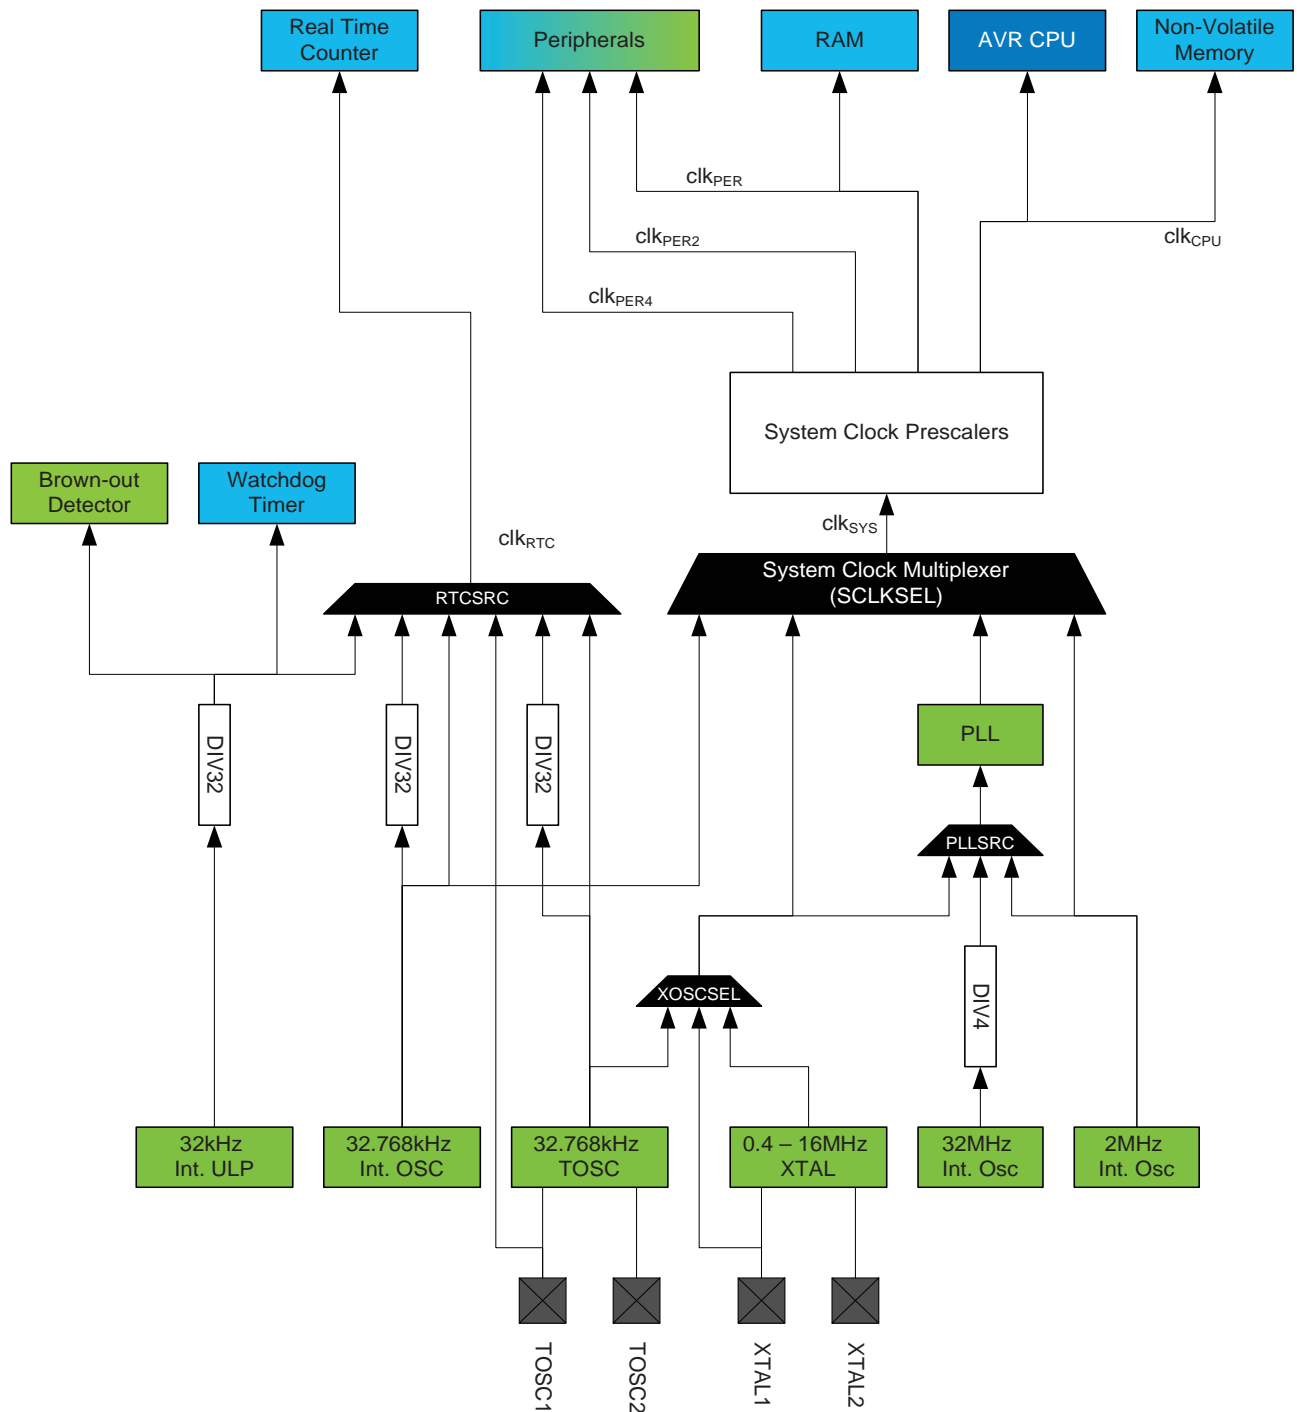 Real Time
Counter
Peripherals
RAM
AVR CPU
Non-Volatile
Memory
clkPER
clkPER2
clkCPU
clkPER4
System Clock Prescalers
Brown-out
Detector
Watchdog
Timer
clkRTC
clkSYS
System Clock Multiplexer
(SCLKSEL)
RTCSRC
DIV32
DIV32
DIV32
PLL
PLLSRC
XOSCSEL
DIV4
32kHz
Int. ULP
32.768kHz
Int. OSC
32.768kHz
TOSC
0.4 – 16MHz
XTAL
32MHz
Int. Osc
2MHz
Int. Osc
TOSC1
TOSC2
XTAL1
XTAL2